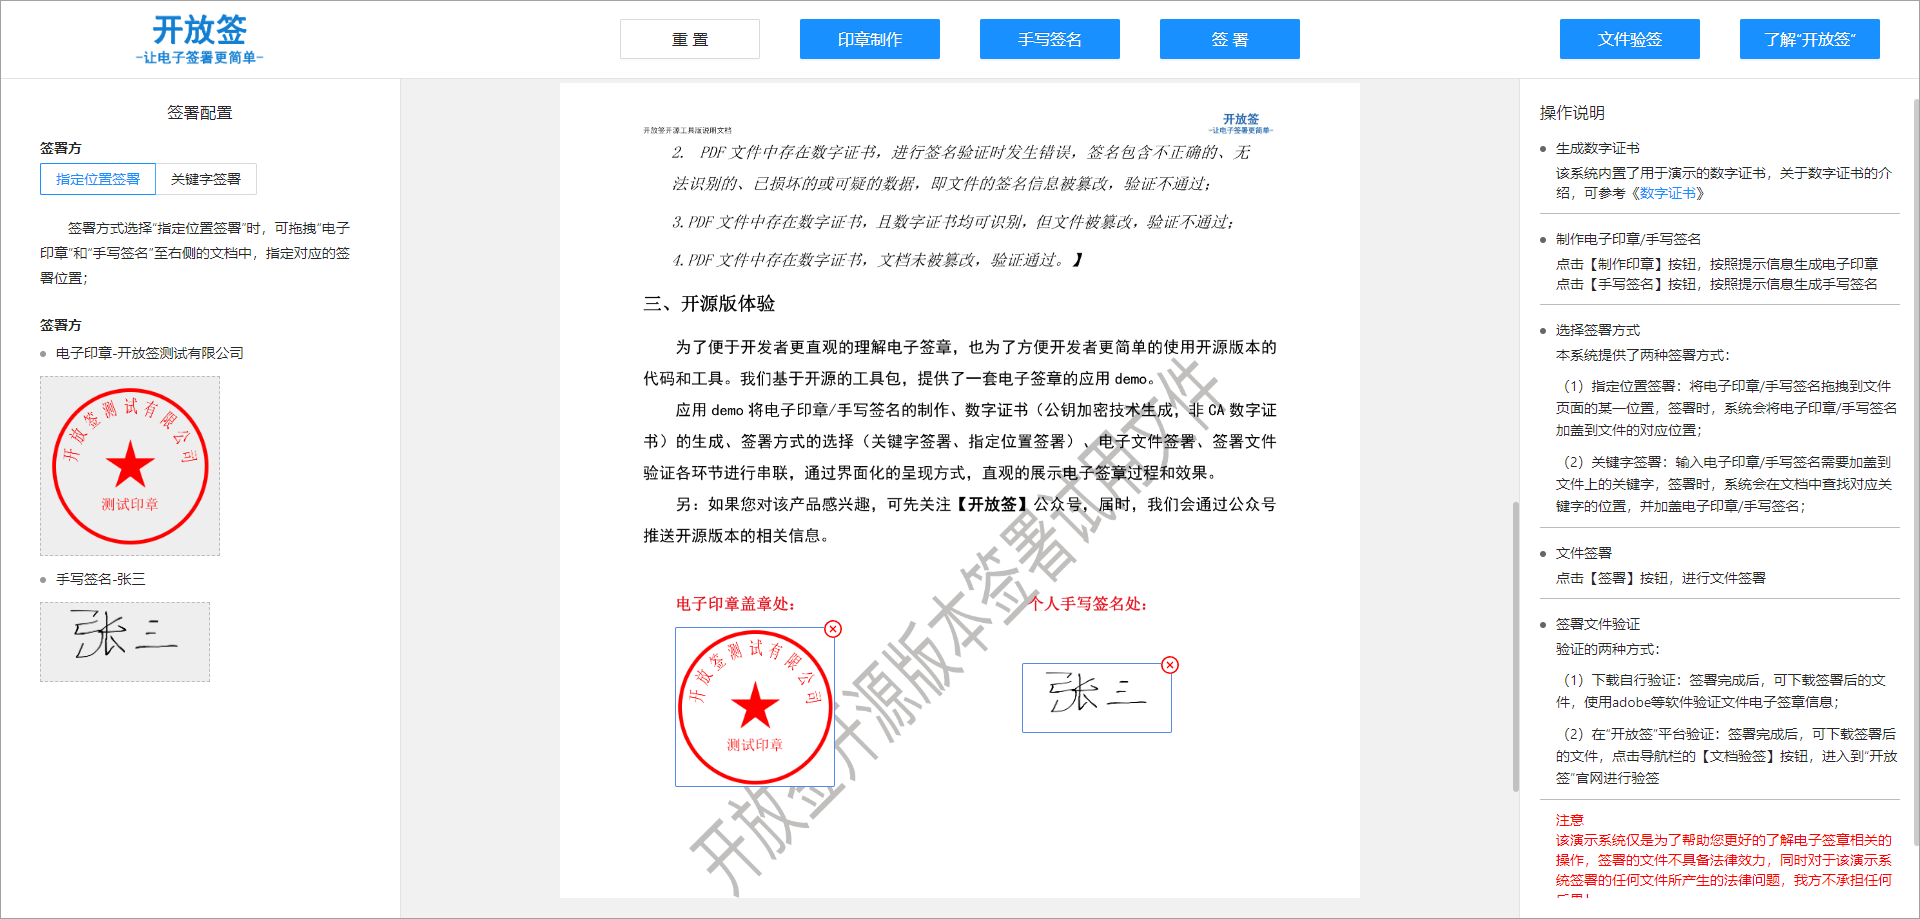 开放签
-让电子签署更简单-
重 置
印章制作
手写签名
签 署
文件验签
了解“开放签”
签署配置
签署方
指定位置签署
关键字签署
签署方式选择“指定位置签署”时，可拖拽“电子
印章”和“手写签名”至右侧的文档中，指定对应的签
署位置；
签署方
电子印章-开放签测试有限公司
开放签测试有限公司
测试印章
手写签名-张三
张三
开放签开源工具版说明文档
开放签
-让电子签署更简单-
2. PDF 文件中存在数字证书，进行签名验证时发生错误，签名包含不正确的、无
法识别的、已损坏的或可疑的数据，即文件的签名信息被篡改，验证不通过；
3.PDF 文件中存在数字证书，且数字证书均可识别，但文件被篡改，验证不通过；
4.PDF 文件中存在数字证书，文档未被篡改，验证通过。】
三、开源版体验
为了便于开发者更直观的理解电子签章，也为了方便开发者更简单的使用开源版本的
代码和工具。我们基于开源的工具包，提供了一套电子签章的应用 demo。
应用 demo 将电子印章/手写签名的制作、数字证书（公钥加密技术生成，非 CA 数字证
书）的生成、签署方式的选择（关键字签署、指定位置签署）、电子文件签署、签署文件
验证各环节进行串联，通过界面化的呈现方式，直观的展示电子签章过程和效果。
另：如果您对该产品感兴趣，可先关注【开放签】公众号，届时，我们会通过公众号
推送开源版本的相关信息。
电子印章盖章处：
个人手写签名处：
开放签测试有限公司
测试印章
张三
开放签开源版本签署试用文件
操作说明
生成数字证书
该系统内置了用于演示的数字证书，关于数字证书的介
绍，可参考《数字证书》
制作电子印章/手写签名
点击【制作印章】按钮，按照提示信息生成电子印章
点击【手写签名】按钮，按照提示信息生成手写签名
选择签署方式
本系统提供了两种签署方式：
（1）指定位置签署：将电子印章/手写签名拖拽到文件
页面的某一位置，签署时，系统会将电子印章/手写签名
加盖到文件的对应位置；
（2）关键字签署：输入电子印章/手写签名需要加盖到
文件上的关键字，签署时，系统会在文档中查找对应关
键字的位置，并加盖电子印章/手写签名；
文件签署
点击【签署】按钮，进行文件签署
签署文件验证
验证的两种方式：
（1）下载自行验证：签署完成后，可下载签署后的文
件，使用adobe等软件验证文件电子签章信息；
（2）在“开放签”平台验证：签署完成后，可下载签署后
的文件，点击导航栏的【文档验签】按钮，进入到“开放
签”官网进行验签
注意
该演示系统仅是为了帮助您更好的了解电子签章相关的
操作，签署的文件不具备法律效力，同时对于该演示系
统签署的任何文件所产生的法律问题，我方不承担任何